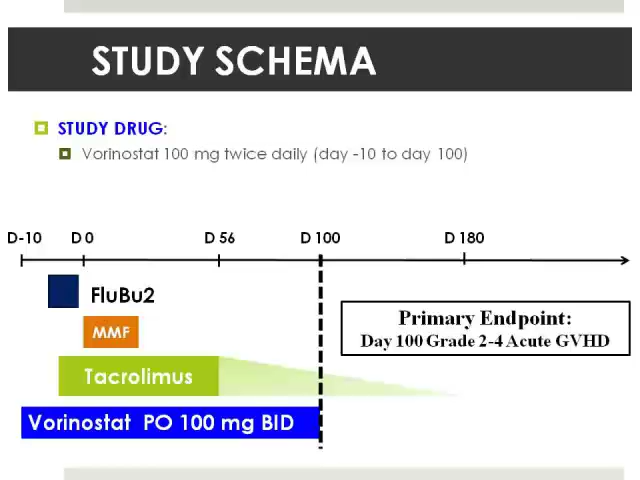 STUDY SCHEMA
STUDY DRUG:
Vorinostat 100 mg twice daily (day -10 to day 100)
D-10 D 0 D 56 D 100 D 180
FluBu2
MMF
Primary Endpoint:
Day 100 Grade 2-4 Acute GVHD
Tacrolimus
Vorinostat PO 100 mg BID